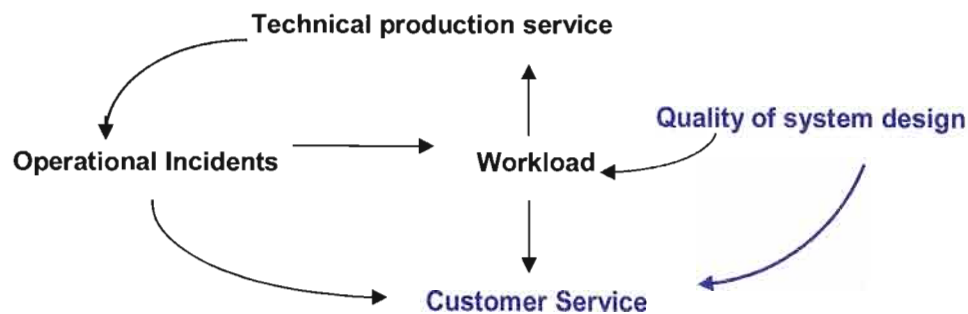 Technical production service
Quality of system design
Operational Incidents
Workload
Customer Service